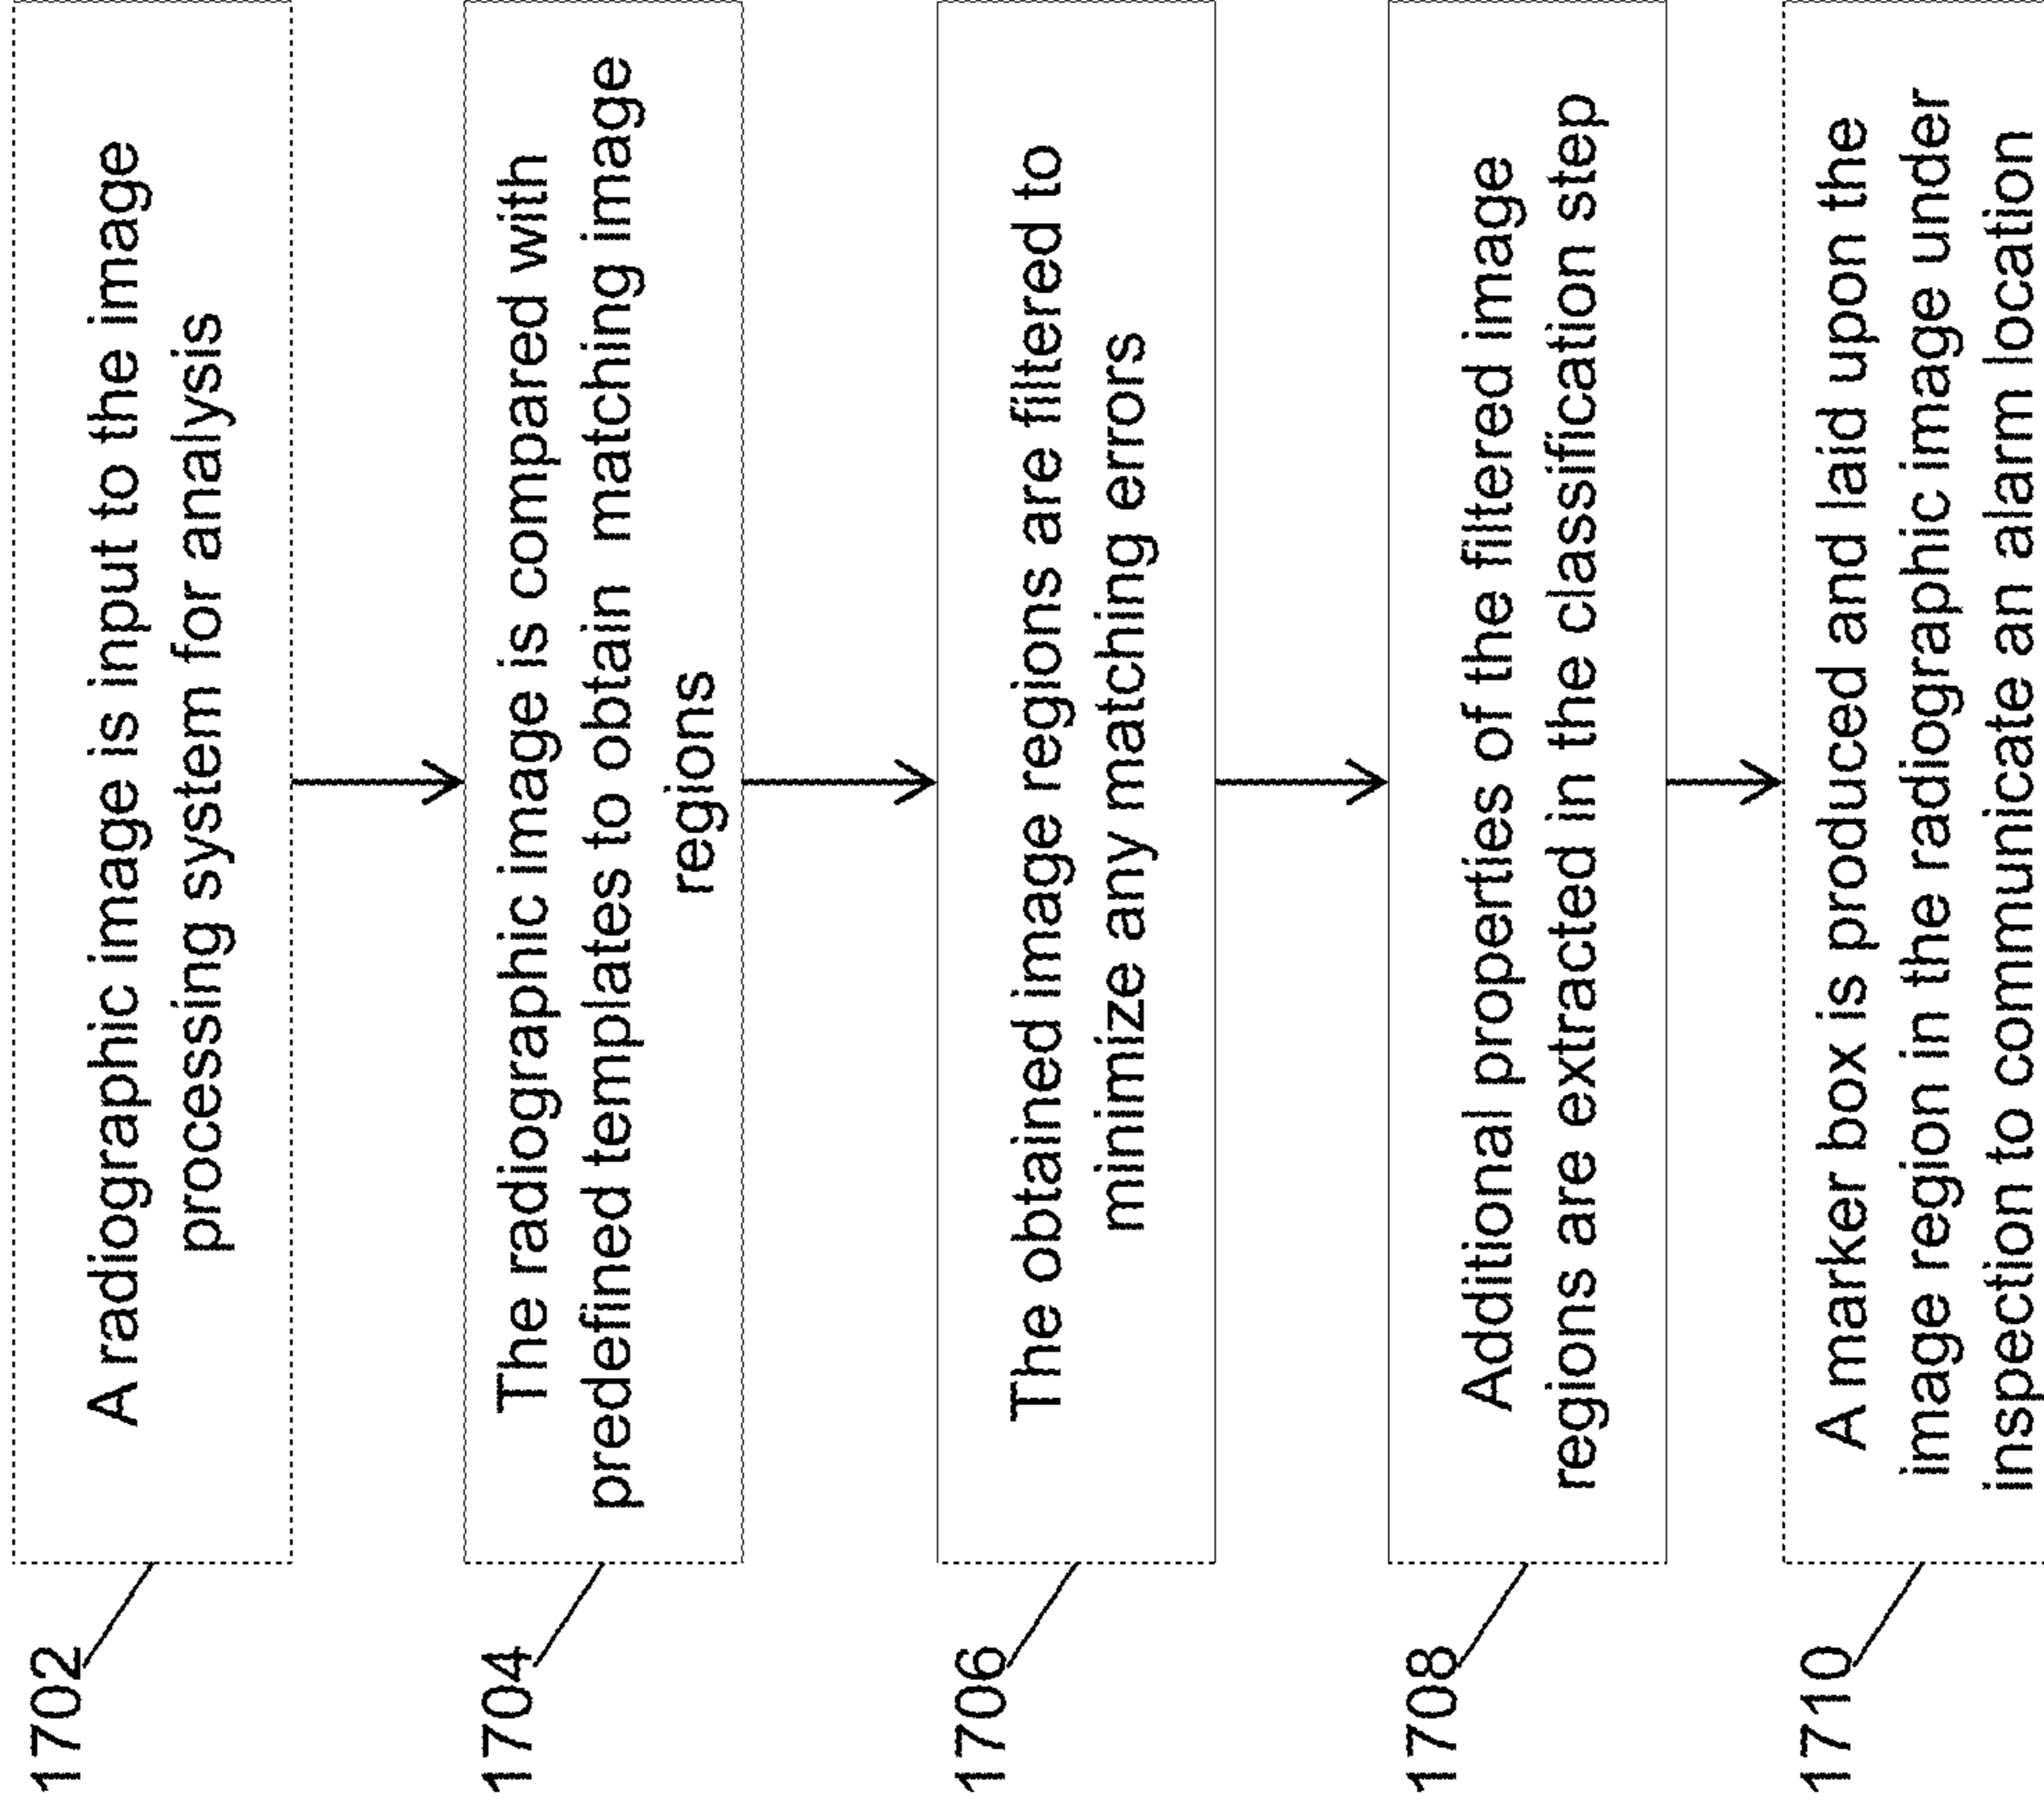 1702
A radiographic image is input to the image
processing system for analysis
1704
The radiographic image is compared with
predefined templates to obtain matching image
regions
1706
The obtained image regions are filtered to
minimize any matching errors
1708
Additional properties of the filtered image
regions are extracted in the classification step
1710
A marker box is produced and laid upon the
image region in the radiographic image under
inspection to communicate an alarm location